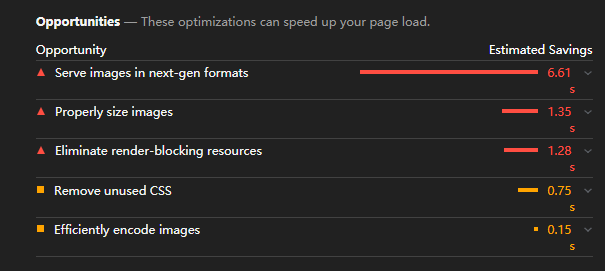 Opportunities — These optimizations can speed up your page load.
Opportunity Estimated Savings
Serve images in next-gen formats 6.61 s
Properly size images 1.35 s
Eliminate render-blocking resources 1.28 s
Remove unused CSS 0.75 s
Efficiently encode images 0.15 s